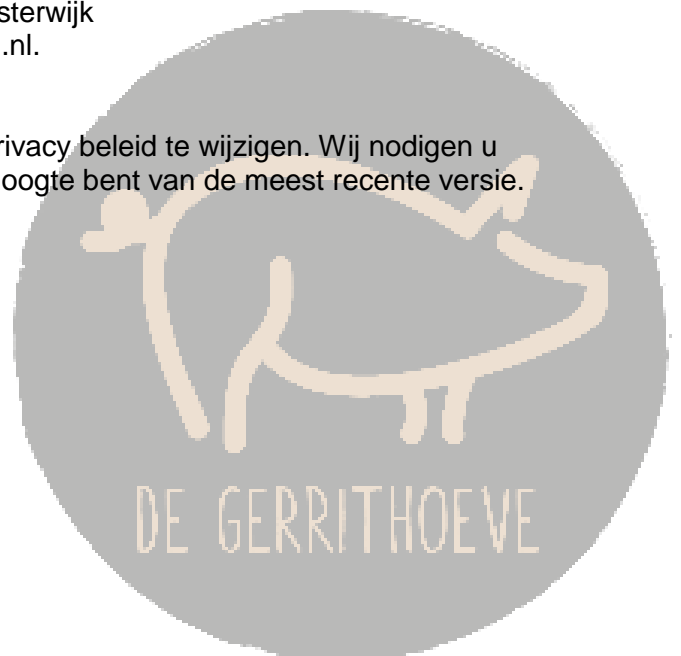 sterwijk
.nl.
rivacy beleid te wijzigen. Wij nodigen u
oogte bent van de meest recente versie.
DE GERRITHOEVE